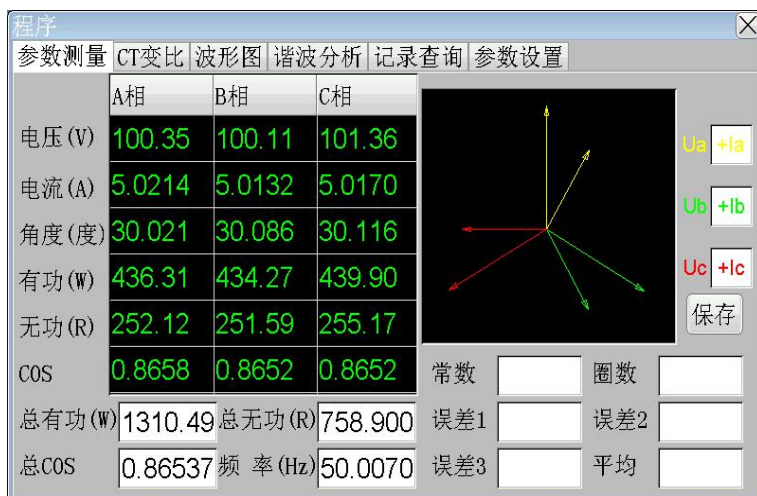 程序
参数测量 CT变比 波形图 谐波分析 记录查询 参数设置
A相 B相 C相
电压(V) 100.35 100.11 101.36
电流(A) 5.0214 5.0132 5.0170
角度(度) 30.021 30.086 30.116
有功(W) 436.31 434.27 439.90
无功(R) 252.12 251.59 255.17
COS 0.8658 0.8652 0.8652
总有功(W) 1310.49 总无功(R) 758.900
总COS 0.86537 频 率(Hz) 50.0070
Ua +Ia
Ub +Ib
Uc +Ic
保存
常数 圈数
误差1 误差2
误差3 平均